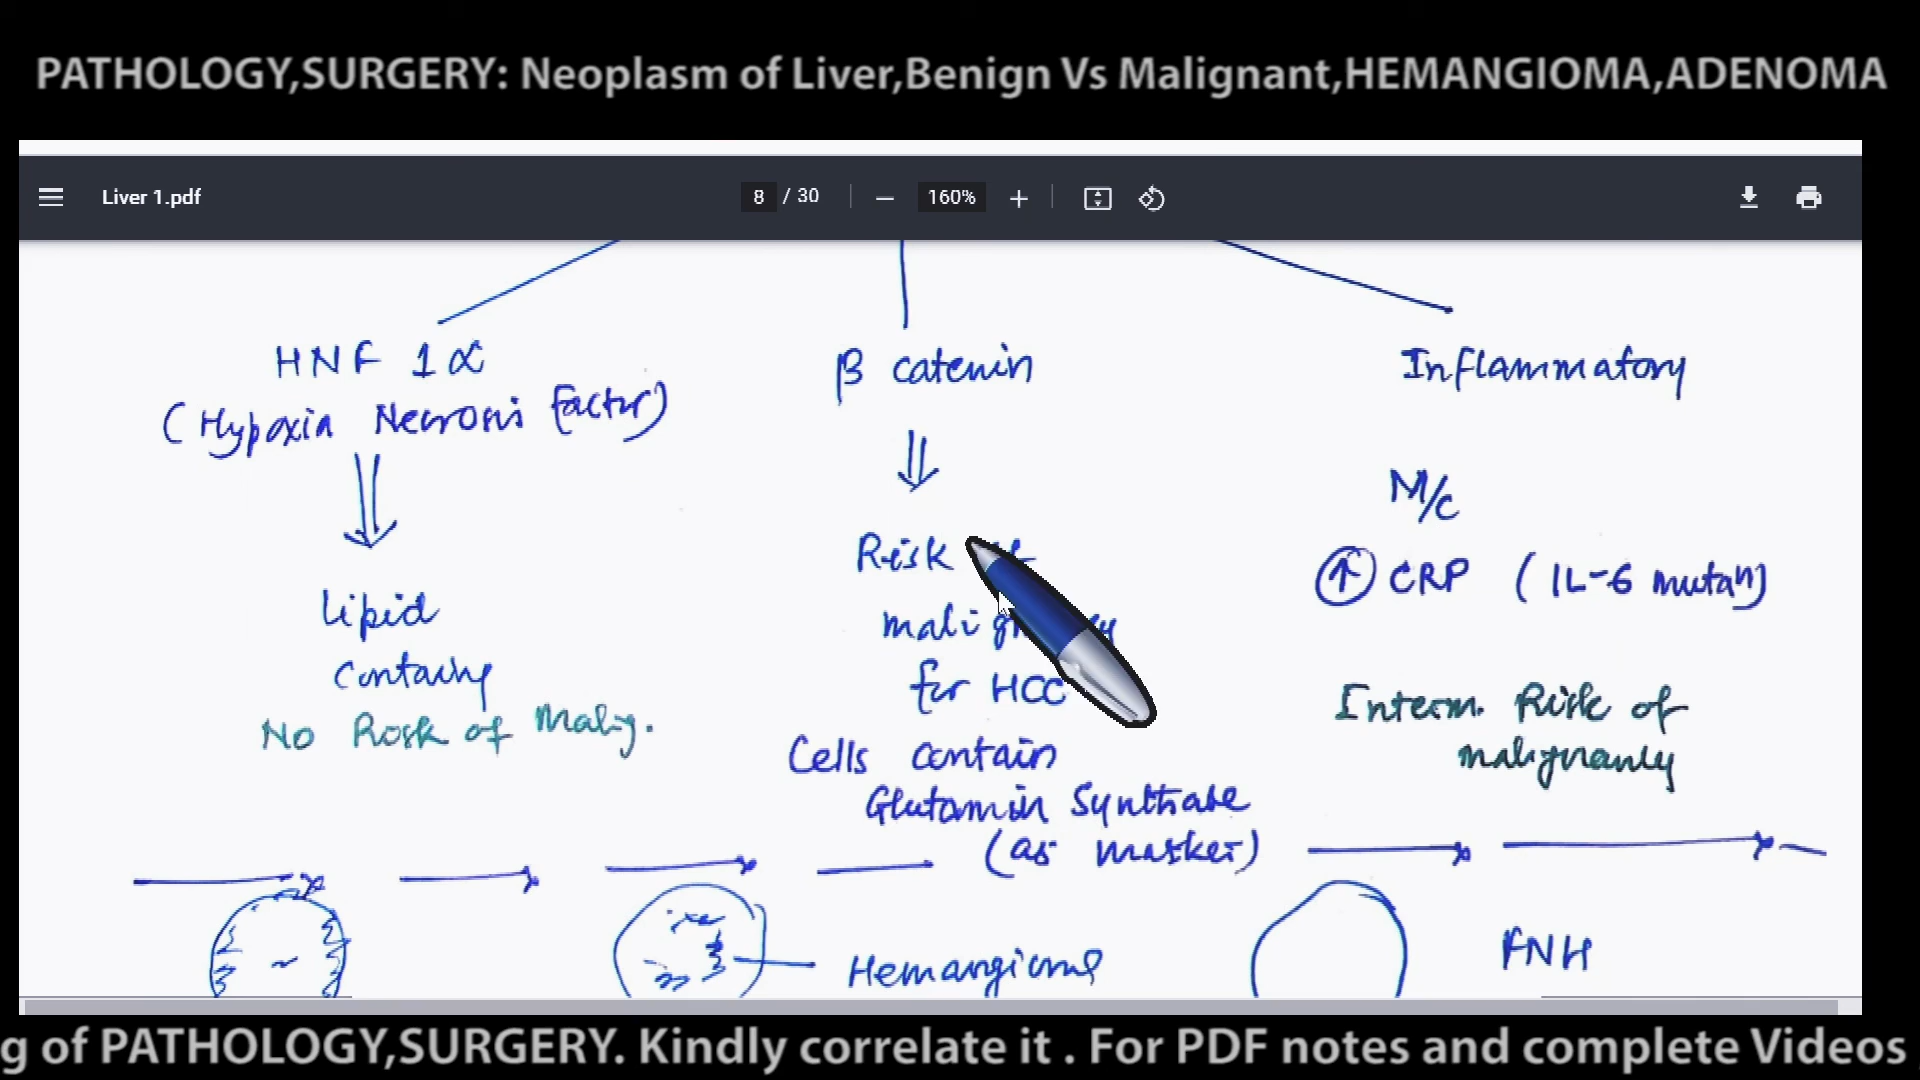 PATHOLOGY,SURGERY: Neoplasm of Liver,Benign Vs Malignant,HEMANGIOMA,ADENOMA
Liver 1.pdf
8 / 30
160%
HNF 1α
(Hypoxia Necrosis Factor)
Lipid
Containg
No Rosk of Malig.
β catenin
Risk
for HCC
Cells contain
Glutamin Synthase
(as marker)
Inflammatory
M/c
↑ CRP (IL-6 mutan)
Interm. Risk of
malignancy
Hemangioma
FNH
g of PATHOLOGY,SURGERY. Kindly correlate it . For PDF notes and complete Videos